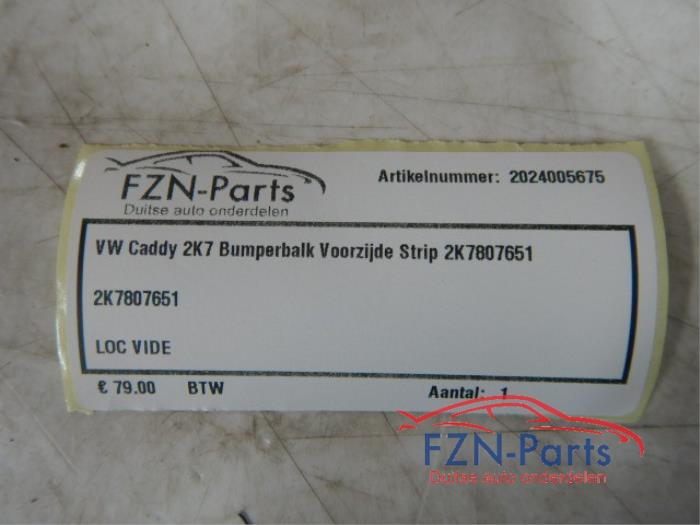 FZN-Parts
Duitse auto onderdelen
Artikelnummer: 2024005675
VW Caddy 2K7 Bumperbalk Voorzijde Strip 2K7807651
2K7807651
LOC VIDE
€ 79.00 BTW
Aantal: 1
FZN-Parts
Duitse auto onderdelen